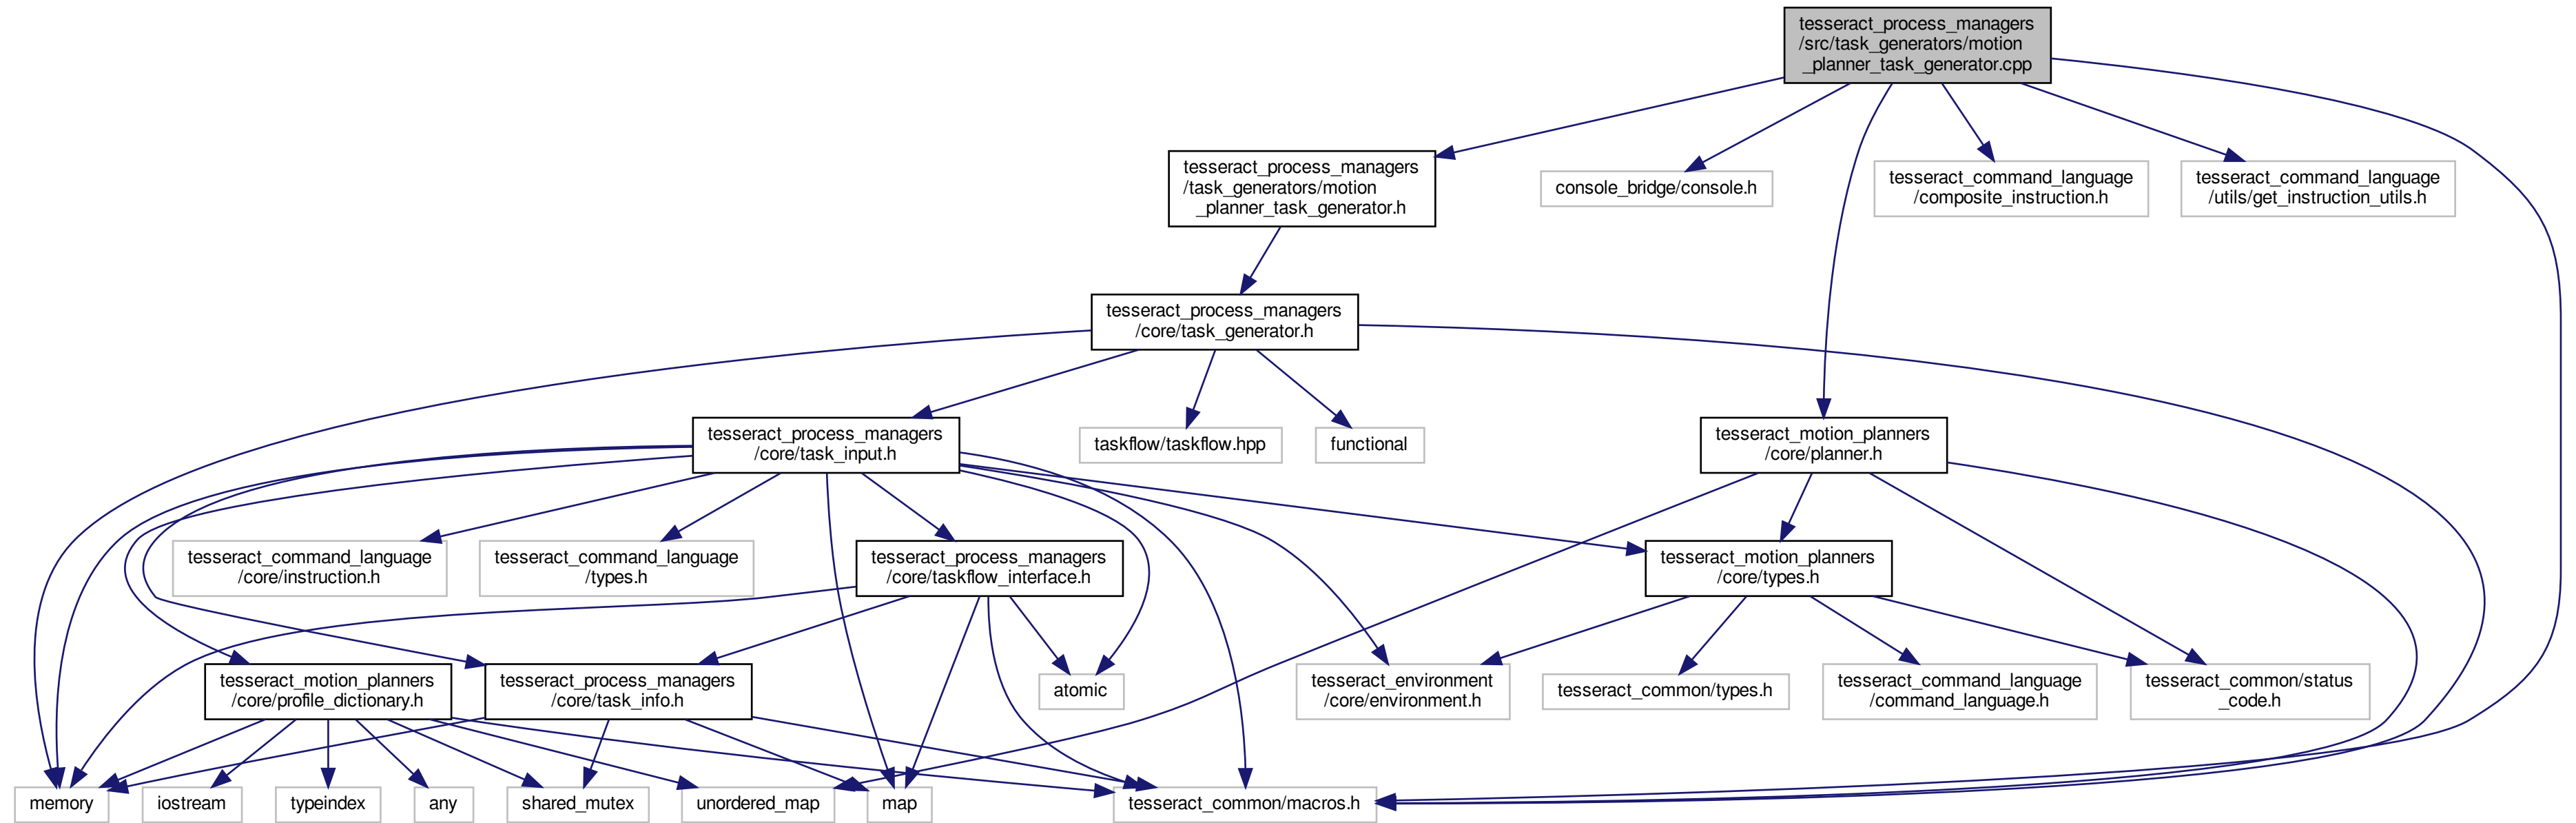 tesseract_process_managers
/src/task_generators/motion
_planner_task_generator.cpp
tesseract_process_managers
/task_generators/motion
_planner_task_generator.h
console_bridge/console.h
tesseract_command_language
/composite_instruction.h
tesseract_command_language
/utils/get_instruction_utils.h
tesseract_process_managers
/core/task_generator.h
tesseract_process_managers
/core/task_input.h
taskflow/taskflow.hpp
functional
tesseract_motion_planners
/core/planner.h
tesseract_command_language
/core/instruction.h
tesseract_command_language
/types.h
tesseract_process_managers
/core/taskflow_interface.h
tesseract_motion_planners
/core/types.h
tesseract_motion_planners
/core/profile_dictionary.h
tesseract_process_managers
/core/task_info.h
atomic
tesseract_environment
/core/environment.h
tesseract_common/types.h
tesseract_command_language
/command_language.h
tesseract_common/status
_code.h
memory
iostream
typeindex
any
shared_mutex
unordered_map
map
tesseract_common/macros.h